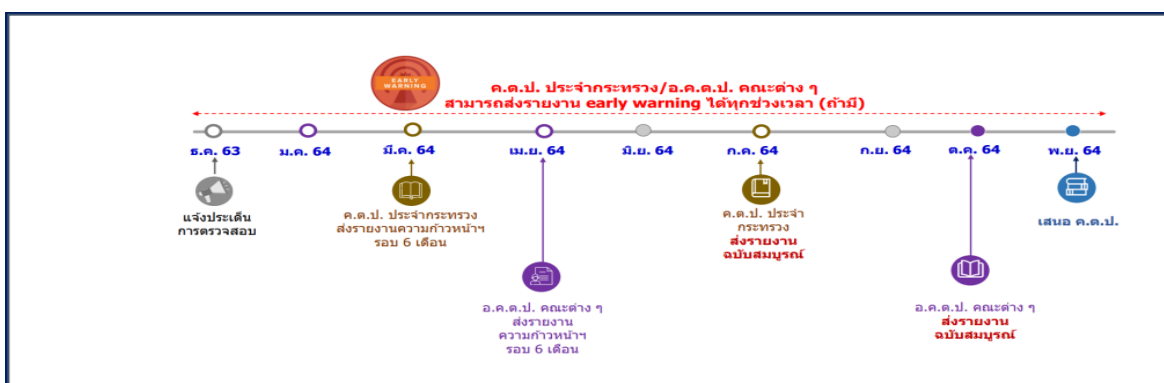 EARLY
WARNING
ค.ต.ป. ประจำกระทรวง/อ.ค.ต.ป. คณะต่าง ๆ
สามารถส่งรายงาน early warning ได้ทุกช่วงเวลา (ถ้ามี)
ธ.ค. 63
ม.ค. 64
มี.ค. 64
เม.ย. 64
มิ.ย. 64
ก.ค. 64
ก.ย. 64
ต.ค. 64
พ.ย. 64
แจ้งประเด็น
การตรวจสอบ
ค.ต.ป. ประจำกระทรวง
ส่งรายงานความก้าวหน้าฯ
รอบ 6 เดือน
อ.ค.ต.ป. คณะต่าง ๆ
ส่งรายงาน
ความก้าวหน้าฯ
รอบ 6 เดือน
ค.ต.ป. ประจำ
กระทรวง
ส่งรายงาน
ฉบับสมบูรณ์
อ.ค.ต.ป. คณะต่าง ๆ
ส่งรายงาน
ฉบับสมบูรณ์
เสนอ ค.ต.ป.